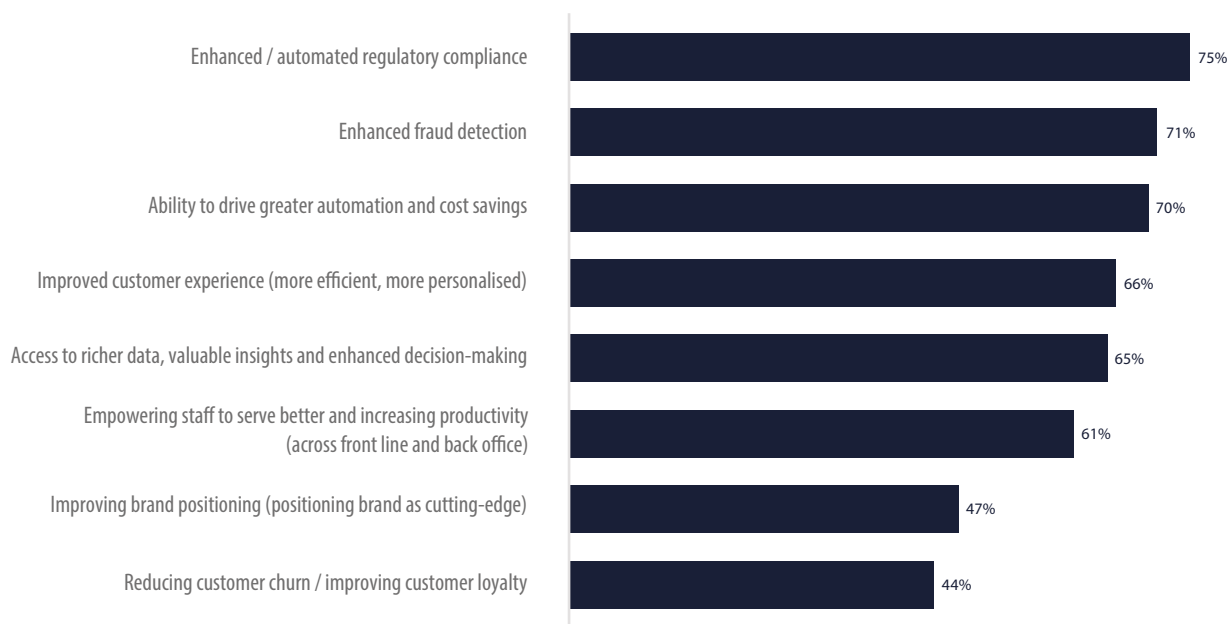 Enhanced / automated regulatory compliance 75%
Enhanced fraud detection 71%
Ability to drive greater automation and cost savings 70%
Improved customer experience (more efficient, more personalised) 66%
Access to richer data, valuable insights and enhanced decision-making 65%
Empowering staff to serve better and increasing productivity
(across front line and back office) 61%
Improving brand positioning (positioning brand as cutting-edge) 47%
Reducing customer churn / improving customer loyalty 44%